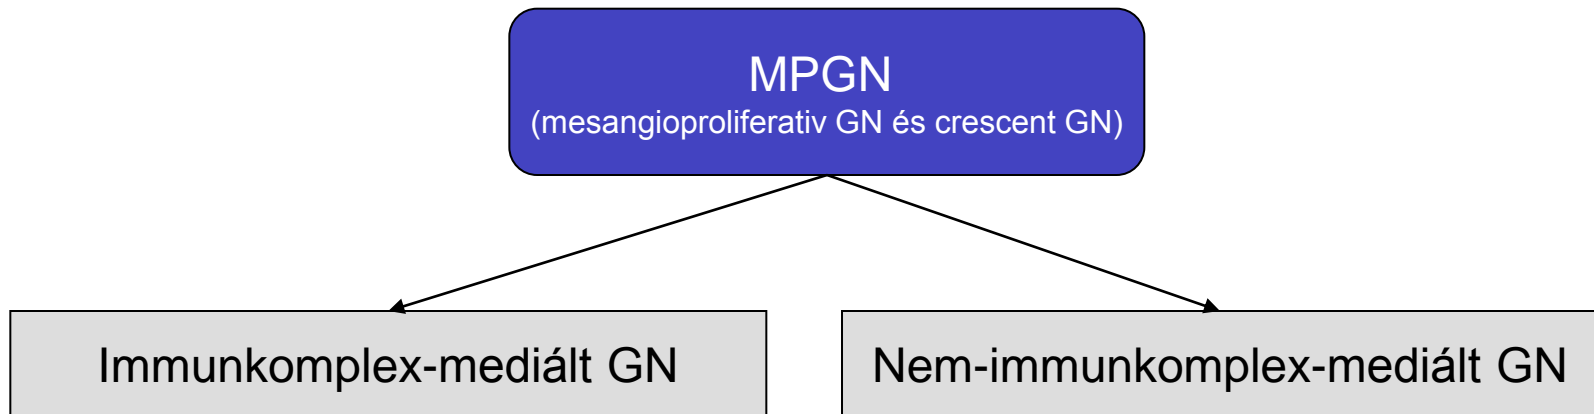 MPGN
(mesangioproliferativ GN és crescent GN)
Immunkomplex-mediált GN
Nem-immunkomplex-mediált GN